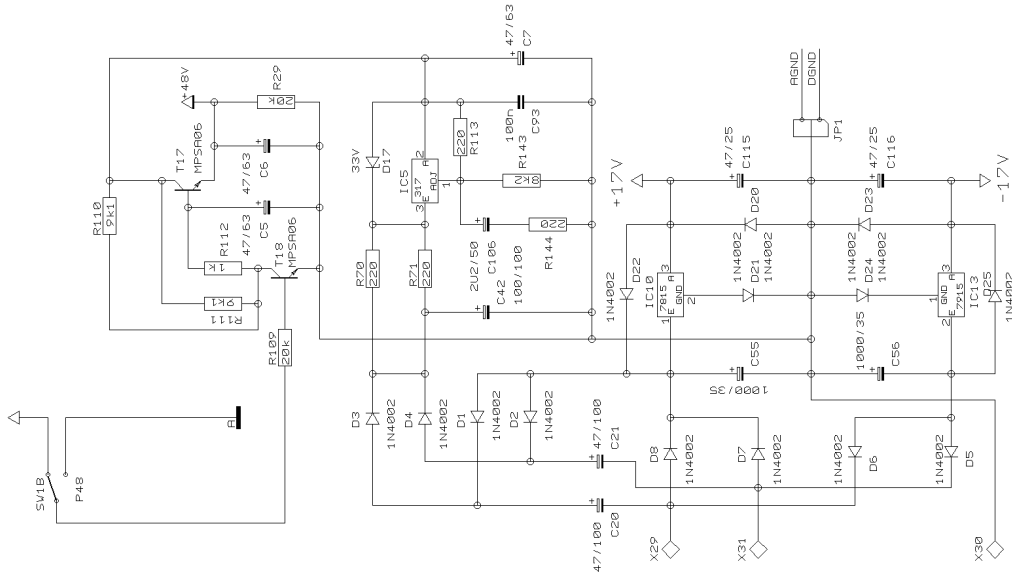 47/63
C7
+48V
R29
20k
T17
MPSA06
47/63
C6
R110
9k1
R112
1k
47/63
C5
T18
MPSA06
9k1
R111
R109
20k
33V
D17
IC5
317
E
A
ADJ
3
2
1
220
R113
100n
C93
R143
8k2
R70
220
R71
220
2U2/50
C106
220
R144
C42
100/100
D3
1N4002
D4
1N4002
D1
1N4002
D2
1N4002
47/100
C21
47/100
C20
SW1B
P48
A
+17V
-17V
AGND
DGND
JP1
47/25
C115
47/25
C116
D20
1N4002
D21
1N4002
D23
1N4002
D24
1N4002
D22
1N4002
IC10
7815
E
A
GND
1
3
2
IC13
7915
E
A
GND
2
3
1
D25
1N4002
C55
1000/35
1000/35
C56
D8
1N4002
D7
1N4002
D6
1N4002
D5
1N4002
X29
X31
X30